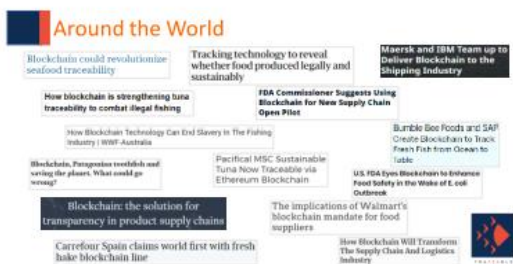 Around the World
Blockchain could revolutionize
seafood traceability
Tracking technology to reveal
whether food produced legally and
sustainably
Maersk and IBM Team up to
Deliver Blockchain to the
Shipping Industry
How blockchain is strengthening tuna
traceability to combat illegal fishing
FDA Commissioner Suggests Using
Blockchain for New Supply Chain
Open Pilot
How Blockchain Technology Can End Slavery In The Fishing
Industry | WWF-Australia
Bumble Bee Foods and SAP
Create Blockchain to Track
Fresh Fish from Ocean to
Table
Blockchain, Patagonian toothfish and
saving the planet. What could go
wrong?
Pacifical MSC Sustainable
Tuna Now Traceable via
Ethereum Blockchain
U.S. FDA Eyes Blockchain to Enhance
Food Safety in the Wake of E. coli
Outbreak
Blockchain: the solution for
transparency in product supply chains
The implications of Walmart's
blockchain mandate for food
suppliers
Carrefour Spain claims world first with fresh
hake blockchain line
How Blockchain Will Transform
The Supply Chain And Logistics
Industry